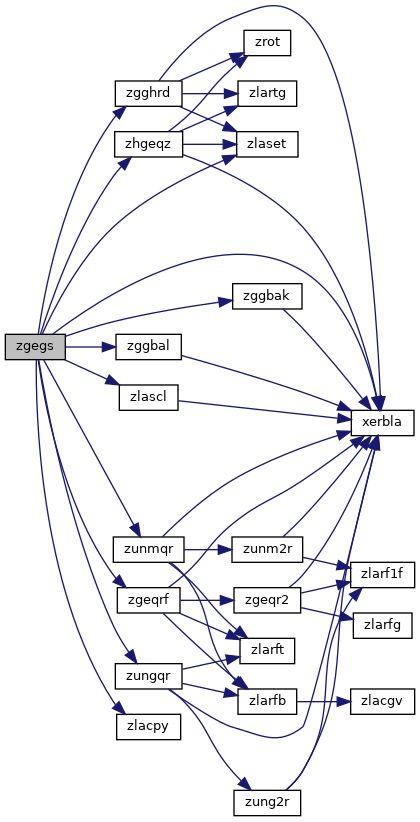 zrot
zgghrd
zlartg
zhgeqz
zlaset
zggbak
zgegs
zggbal
zlascl
xerbla
zunmqr
zunm2r
zlarf1f
zgeqrf
zgeqr2
zlarfg
zlarft
zungqr
zlarfb
zlacgv
zlacpy
zung2r